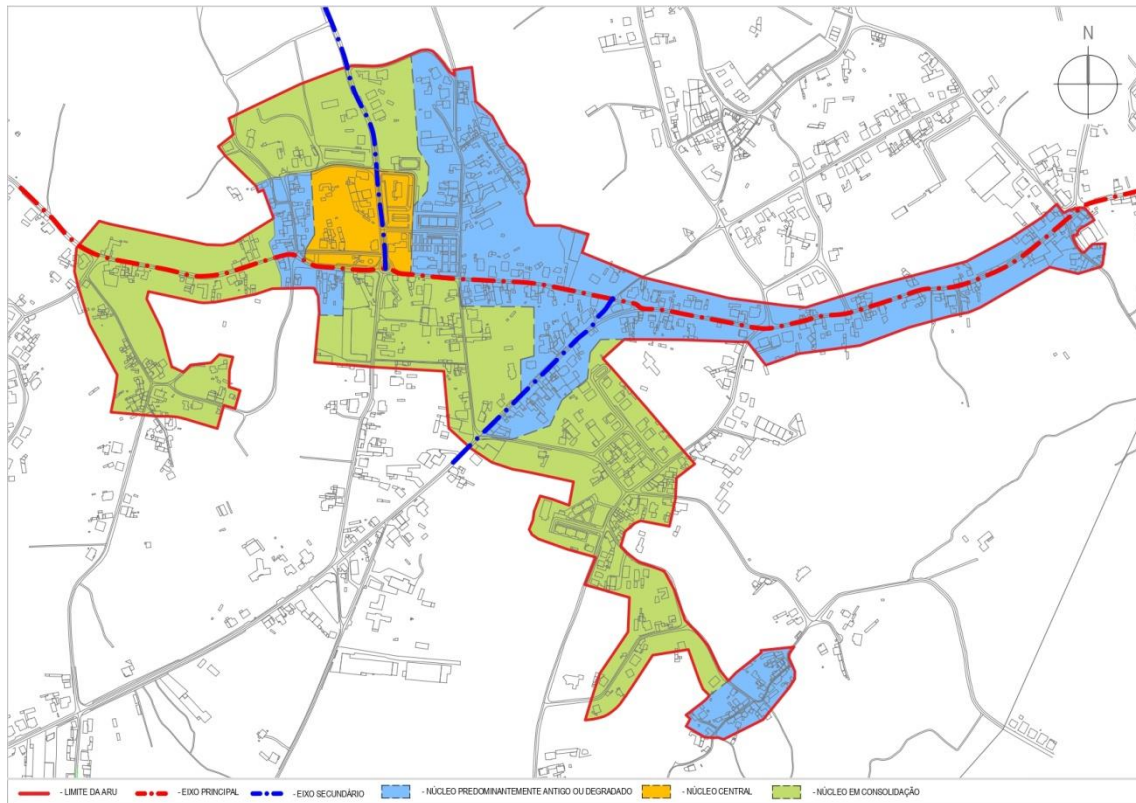 N
- LIMITE DA ARU - EIXO PRINCIPAL - EIXO SECUNDÁRIO - NÚCLEO PREDOMINANTEMENTE ANTIGO OU DEGRADADO - NÚCLEO CENTRAL - NÚCLEO EM CONSOLIDAÇÃO